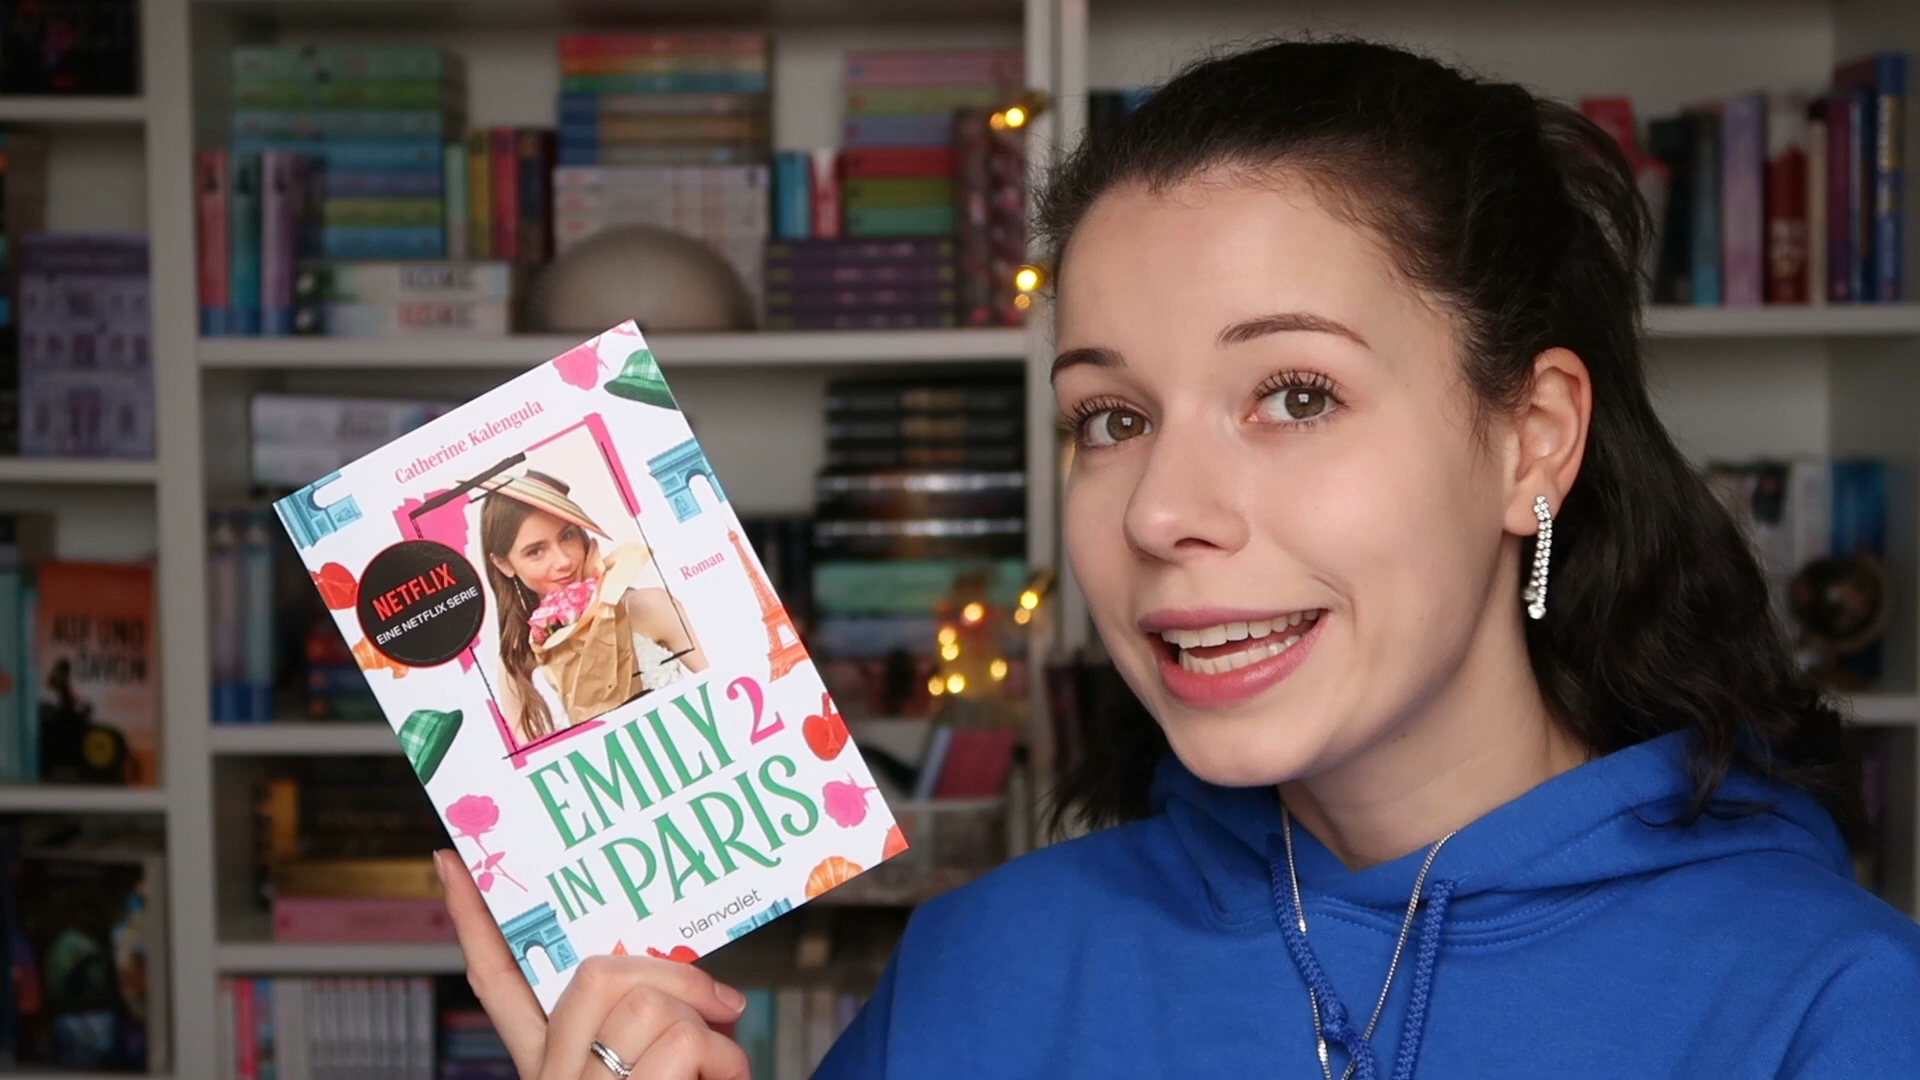 Catherine Kalengula
NETFLIX
EINE NETFLIX SERIE
Roman
EMILY 2
IN PARIS
blanvalet
AUF UND
DAVON